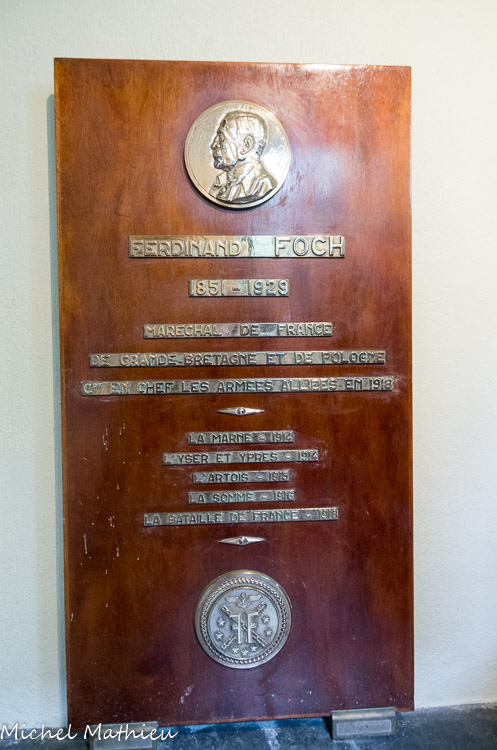 FERDINAND FOCH
1851-1929
MARECHAL DE FRANCE
DE GRANDE-BRETAGNE ET DE POLOGNE
CDT EN CHEF LES ARMEES ALLIEES EN 1918
LA MARNE - 1914
L'YSER ET YPRES - 1914
L'ARTOIS - 1915
LA SOMME - 1916
LA BATAILLE DE FRANCE - 1918
Michel Mathieu